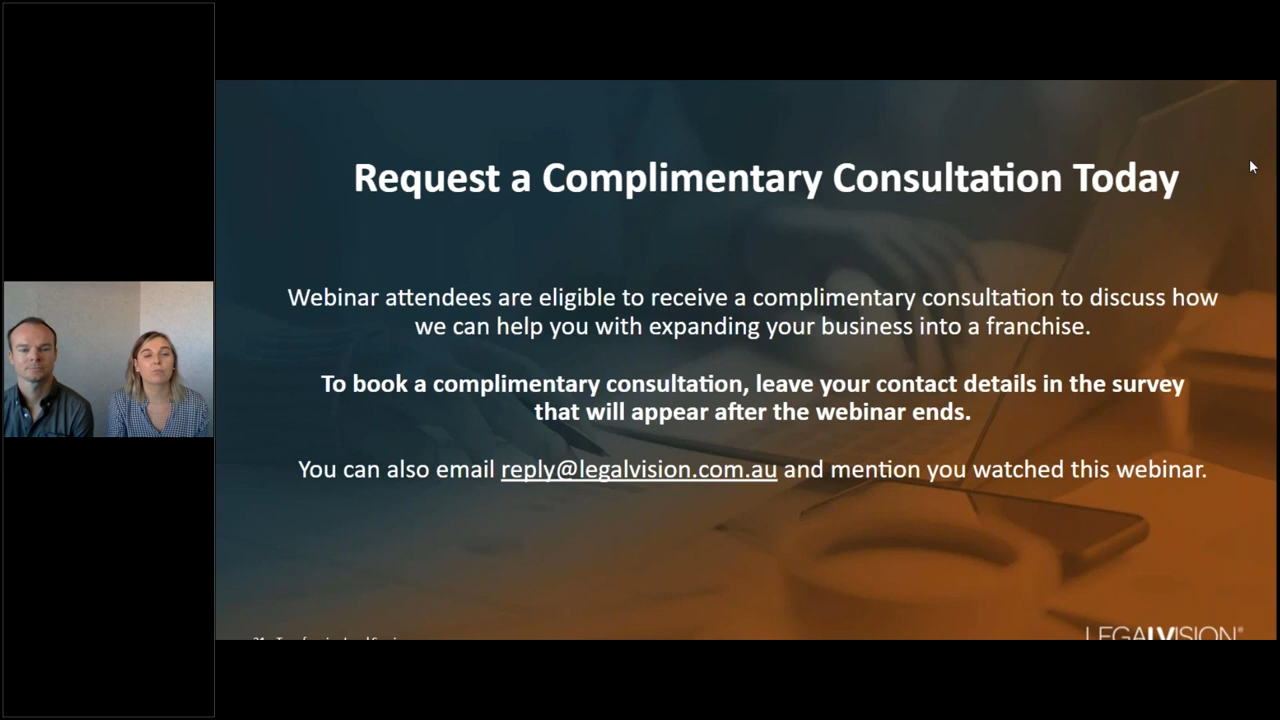 Request a Complimentary Consultation Today
Webinar attendees are eligible to receive a complimentary consultation to discuss how
we can help you with expanding your business into a franchise.
To book a complimentary consultation, leave your contact details in the survey
that will appear after the webinar ends.
You can also email reply@legalvision.com.au and mention you watched this webinar.
LEGALVISION®